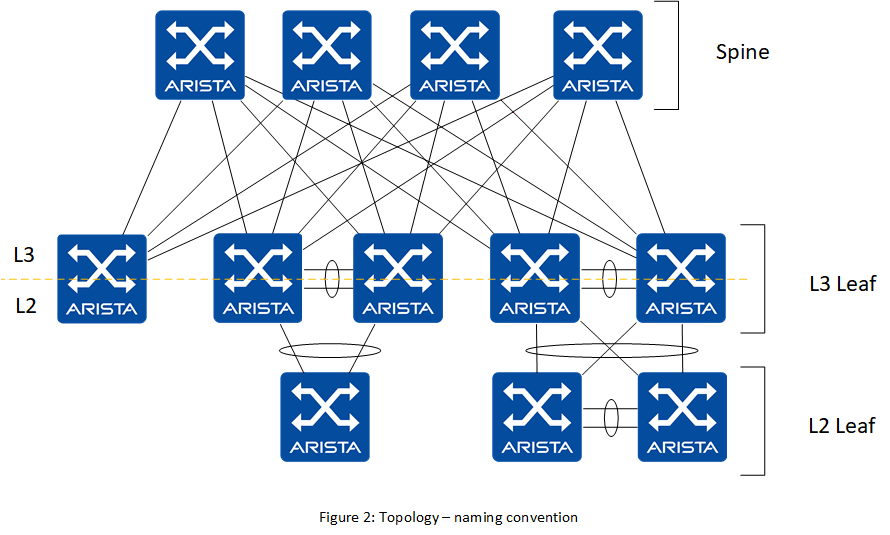 ARISTA ARISTA ARISTA ARISTA
Spine
L3
L2
ARISTA ARISTA ARISTA ARISTA ARISTA
L3 Leaf
ARISTA ARISTA ARISTA
L2 Leaf
Figure 2: Topology – naming convention